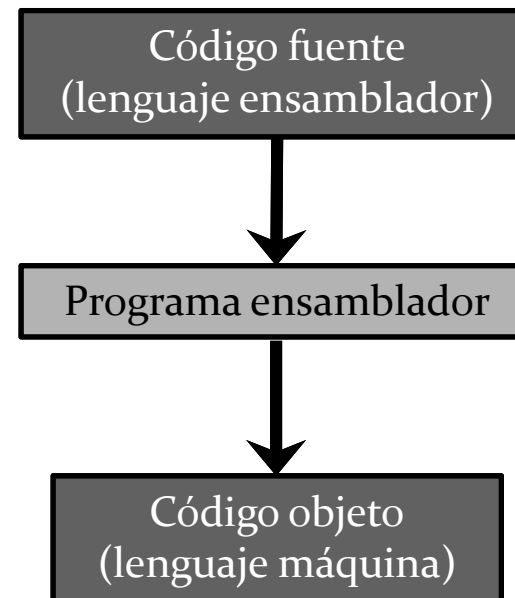 Código fuente
(lenguaje ensamblador)
Programa ensamblador
Código objeto
(lenguaje máquina)